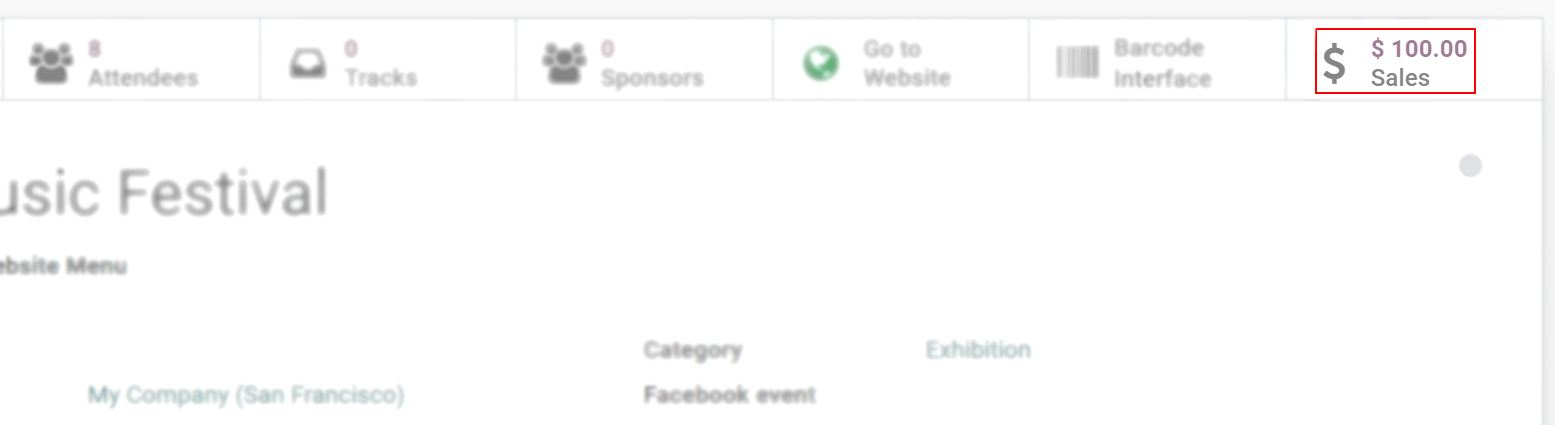 8
Attendees
0
Tracks
0
Sponsors
Go to
Website
Barcode
Interface
$ 100.00
Sales
usic Festival
ebsite Menu
Category
Exhibition
My Company (San Francisco)
Facebook event